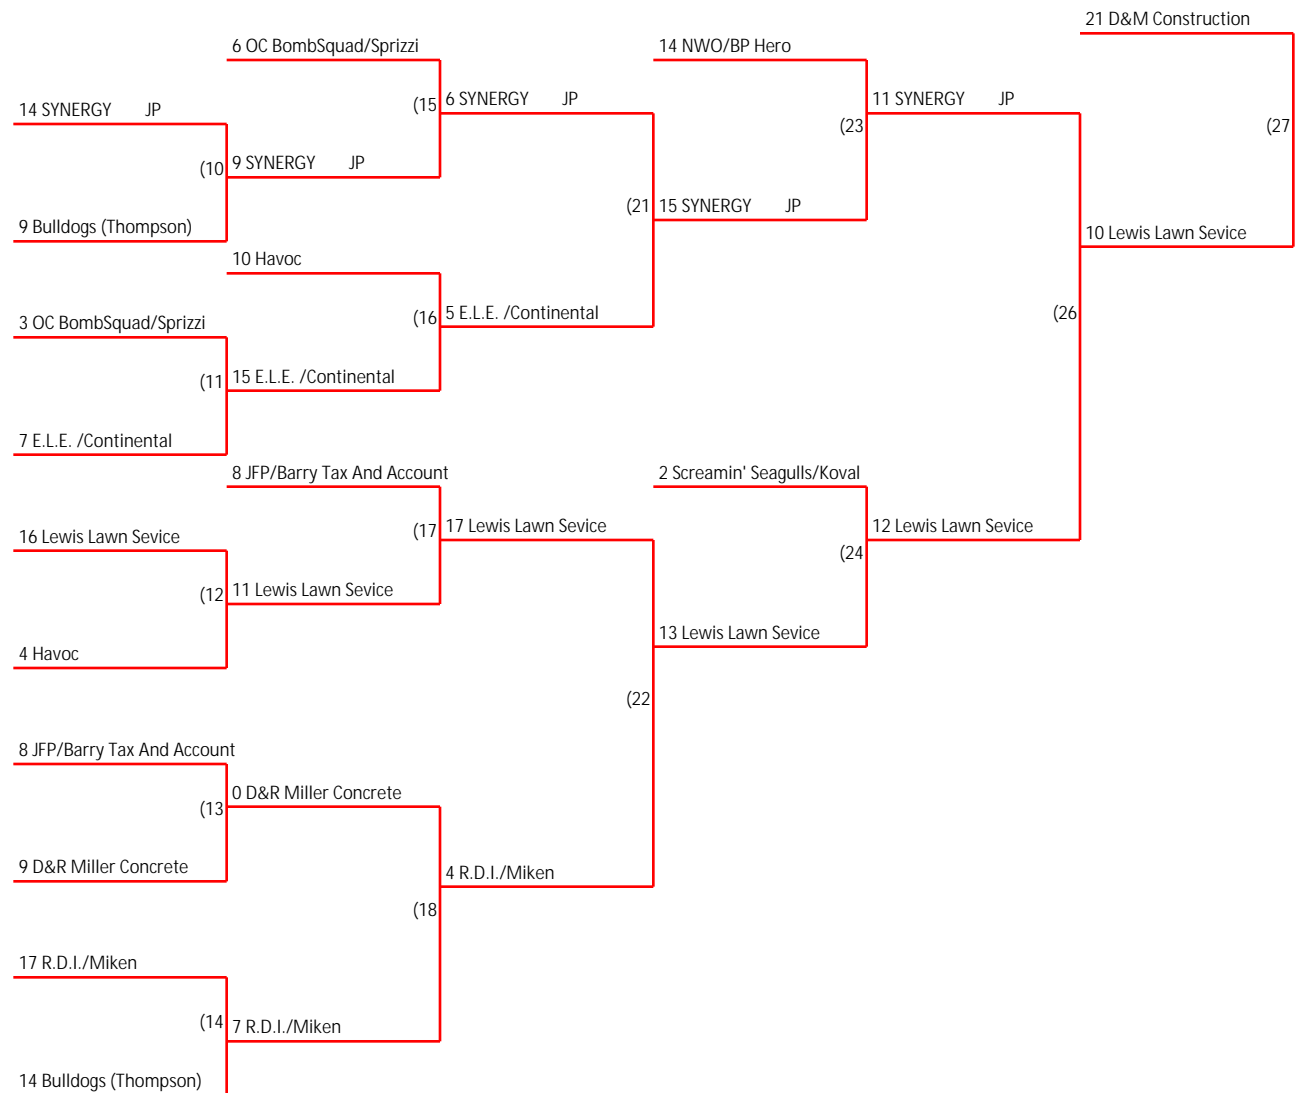 21 D&M Construction
6 OC BombSquad/Sprizzi
14 NWO/BP Hero
14 SYNERGY JP
(15
6 SYNERGY JP
11 SYNERGY JP
(23
(27
(10
9 SYNERGY JP
(21
15 SYNERGY JP
9 Bulldogs (Thompson)
10 Lewis Lawn Sevice
10 Havoc
3 OC BombSquad/Sprizzi
(16
5 E.L.E. /Continental
(26
(11
15 E.L.E. /Continental
7 E.L.E. /Continental
8 JFP/Barry Tax And Account
2 Screamin' Seagulls/Koval
16 Lewis Lawn Sevice
(17
17 Lewis Lawn Sevice
12 Lewis Lawn Sevice
(24
(12
11 Lewis Lawn Sevice
13 Lewis Lawn Sevice
4 Havoc
(22
8 JFP/Barry Tax And Account
(13
0 D&R Miller Concrete
9 D&R Miller Concrete
4 R.D.I./Miken
(18
17 R.D.I./Miken
(14
7 R.D.I./Miken
14 Bulldogs (Thompson)